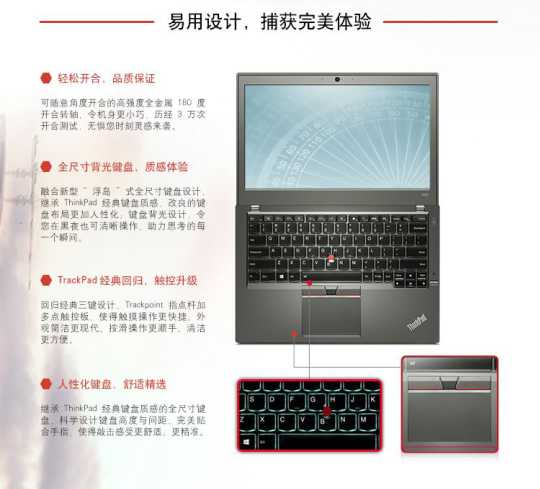 易用设计，捕获完美体验
轻松开合、品质保证
可随意角度开合的高强度全金属 180 度
开合转轴，令机身更小巧，历经 3 万次
开合测试，无惧您时刻灵感来袭。
全尺寸背光键盘、质感体验
融合新型“浮岛”式全尺寸键盘设计，
继承 ThinkPad 经典键盘质感，改良的键
盘布局更加人性化，键盘背光设计，令
您在黑夜也可清晰操作，助力思考的每
一个瞬间。
TrackPad 经典回归，触控升级
回归经典三键设计，Trackpoint 指点杆加
多点触控板，使得触摸操作更快捷，外
观简洁更现代，按滑操作更顺手，清洁
更方便。
人性化键盘、舒适精选
继承 ThinkPad 经典键盘质感的全尺寸键
盘，科学设计键盘高度与间距，完美贴
合手指，使得敲击感受更舒适，更精准。
ThinkPad
S D F G H J K
Z X C V B N M